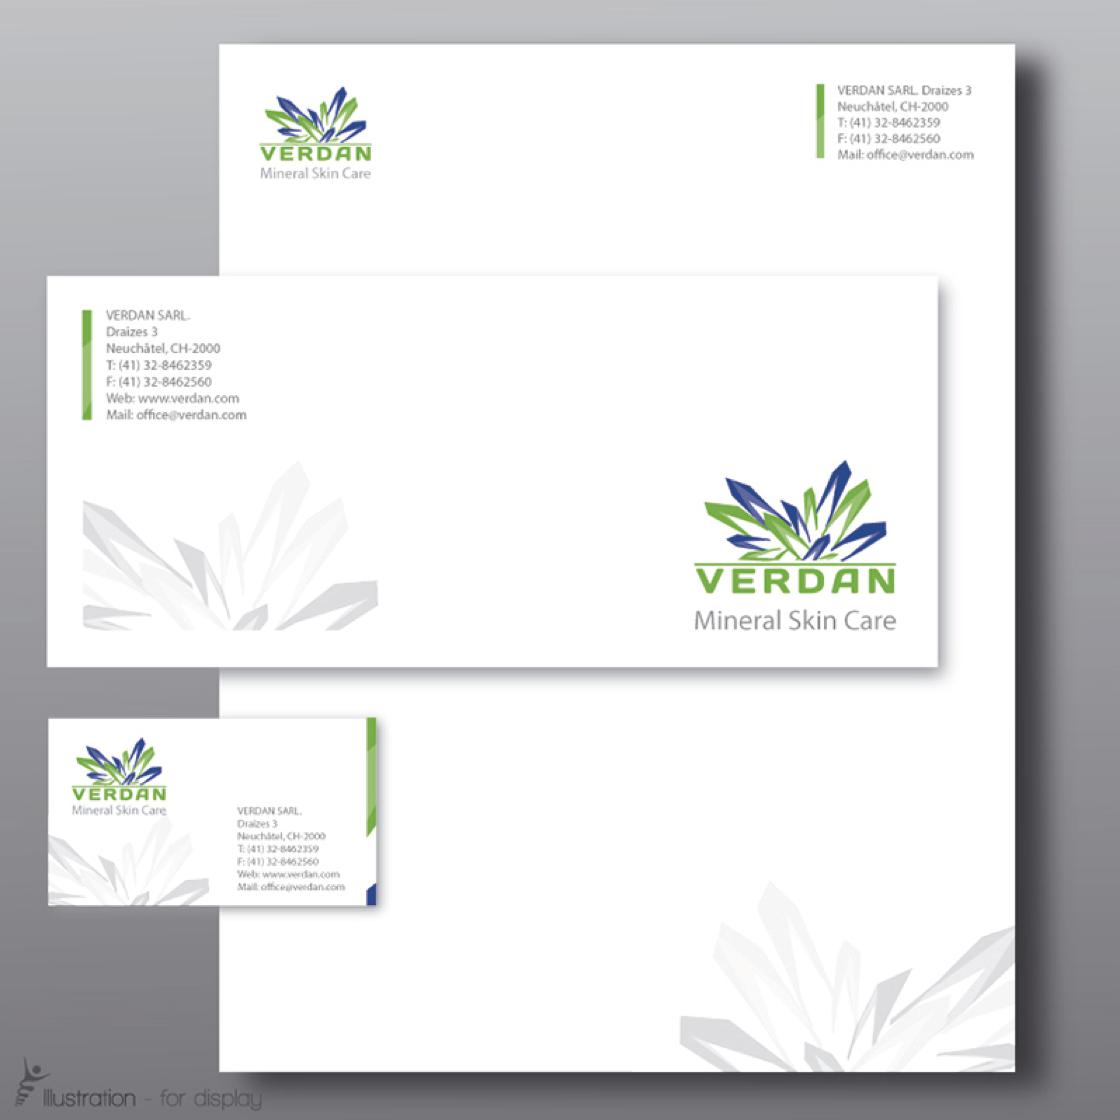 VERDAN
Mineral Skin Care
VERDAN SARL. Draizes 3
Neuchâtel, CH-2000
T: (41) 32-8462359
F: (41) 32-8462560
Mail: office@verdan.com
VERDAN SARL.
Draizes 3
Neuchâtel, CH-2000
T: (41) 32-8462359
F: (41) 32-8462560
Web: www.verdan.com
Mail: office@verdan.com
VERDAN
Mineral Skin Care
VERDAN
Mineral Skin Care
VERDAN SARL.
Draizes 3
Neuchâtel, CH-2000
T: (41) 32-8462359
F: (41) 32-8462560
Web: www.verdan.com
Mail: office@verdan.com
Illustration - for display